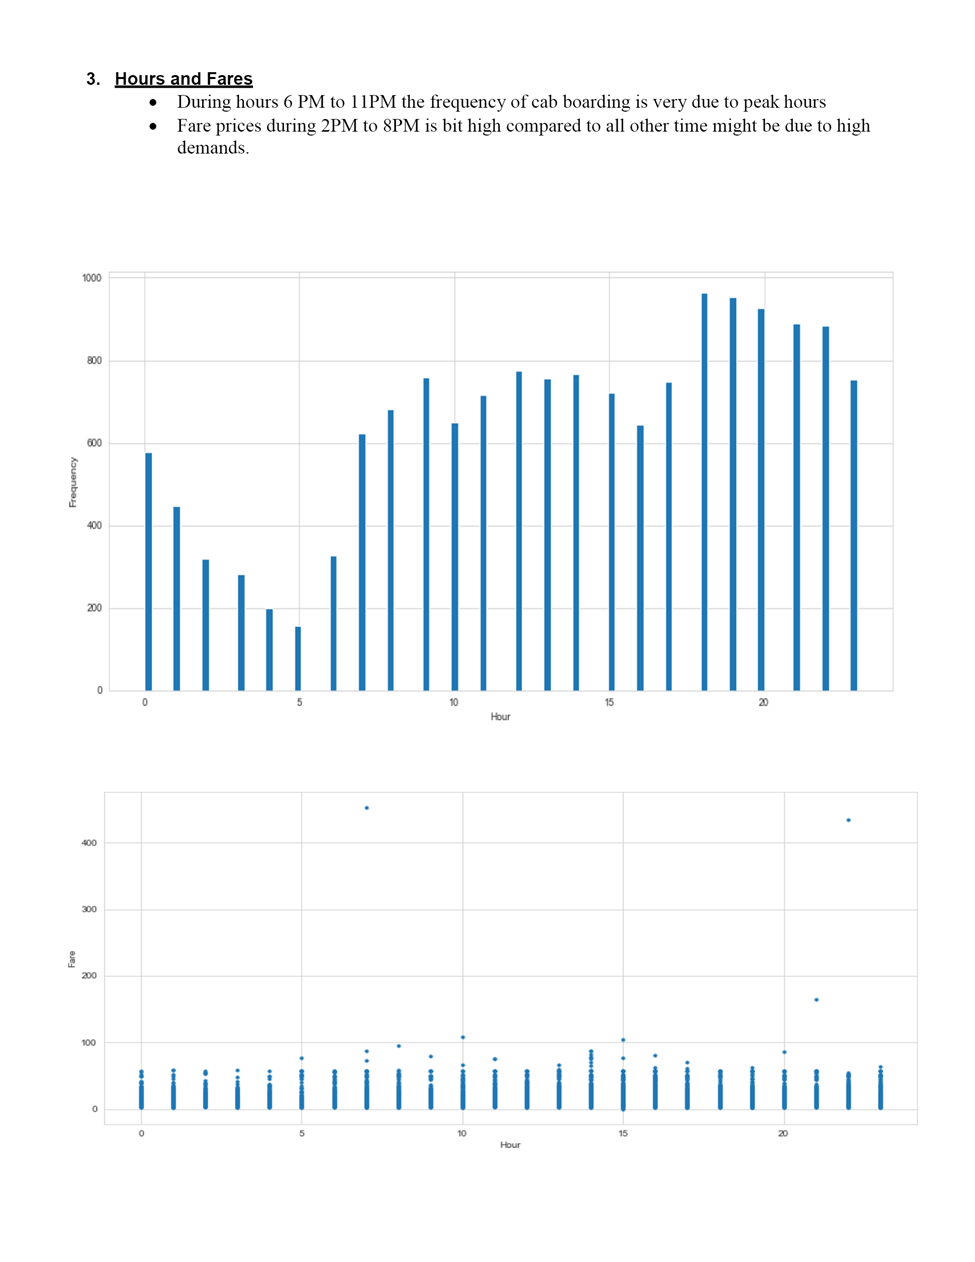 3. Hours and Fares
• During hours 6 PM to 11PM the frequency of cab boarding is very due to peak hours
• Fare prices during 2PM to 8PM is bit high compared to all other time might be due to high
demands.
1000
800
600
400
200
0
Frequency
0 5 10 15 20
Hour
400
300
200
100
0
Fare
0 5 10 15 20
Hour